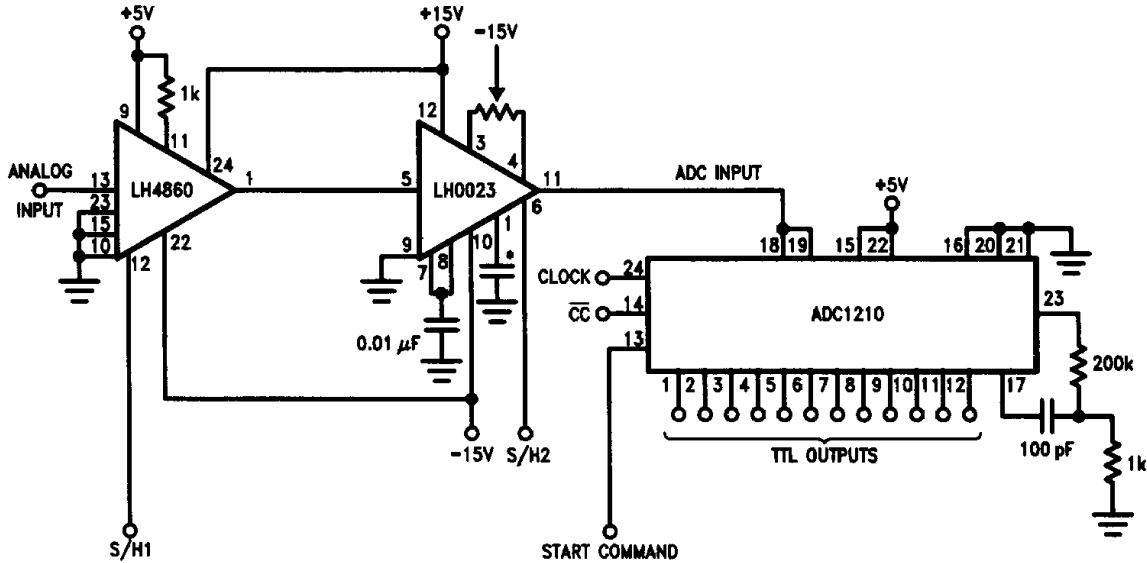 +5V
+15V
-15V
1k
9
11
24
12
3
4
ANALOG
INPUT
13
23
15
10
LH4860
1
22
12
5
LH0023
11
6
9
7
8
10
1
*
0.01 μF
ADC INPUT
+5V
18 19
15 22
16 20 21
CLOCK
24
CC
14
13
ADC1210
23
200k
1 2 3 4 5 6 7 8 9 10 11 12
17
TTL OUTPUTS
100 pF
1k
-15V
S/H2
S/H1
START COMMAND